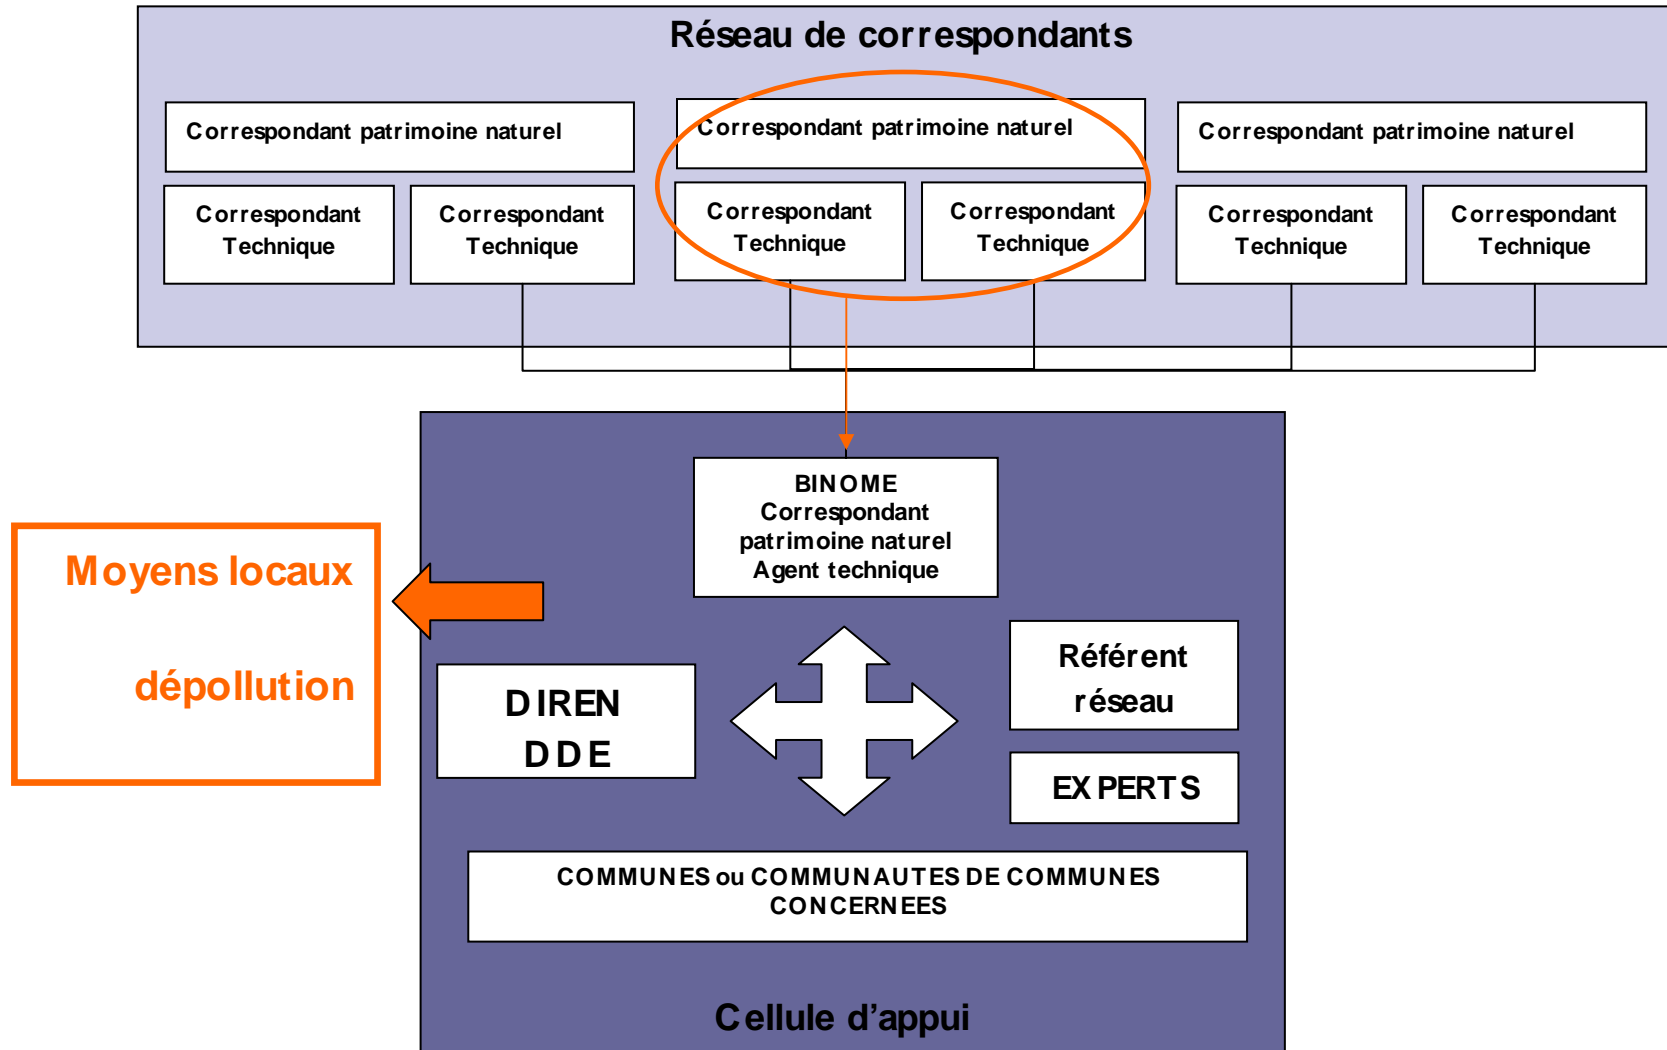 Réseau de correspondants
Correspondant patrimoine naturel
Correspondant patrimoine naturel
Correspondant patrimoine naturel
Correspondant
Technique
Correspondant
Technique
Correspondant
Technique
Correspondant
Technique
Correspondant
Technique
Correspondant
Technique
BINOME
Correspondant
patrimoine naturel
Agent technique
Moyens locaux
dépollution
DIREN
DDE
Référent
réseau
EXPERTS
COMMUNES ou COMMUNAUTES DE COMMUNES
CONCERNEES
Cellule d’appui